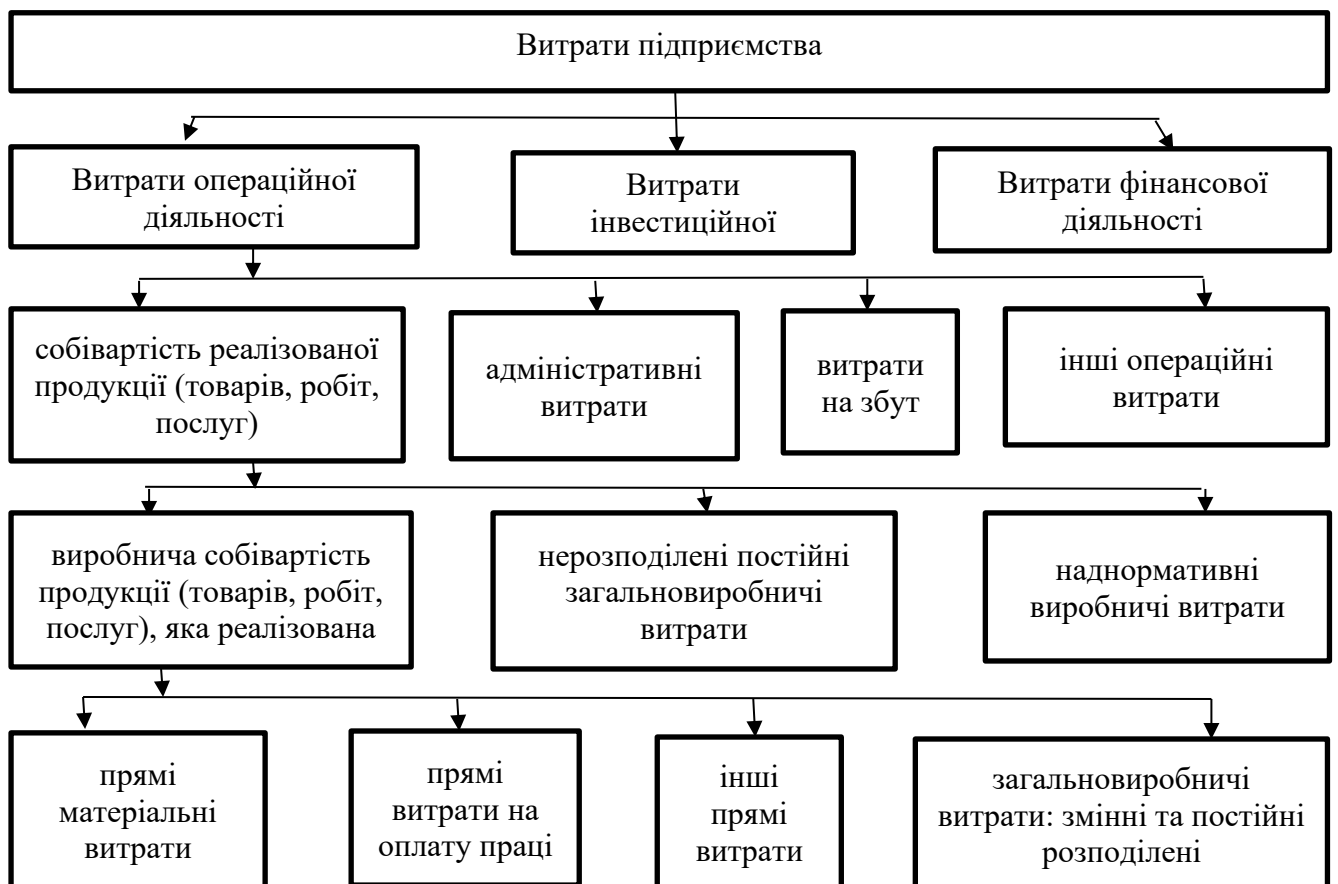 Витрати підприємства
Витрати операційної
діяльності
Витрати
інвестиційної
Витрати фінансової
діяльності
собівартість реалізованої
продукції (товарів, робіт,
послуг)
адміністративні
витрати
витрати
на збут
інші операційні
витрати
виробнича собівартість
продукції (товарів, робіт,
послуг), яка реалізована
нерозподілені постійні
загальновиробничі
витрати
наднормативні
виробничі витрати
прямі
матеріальні
витрати
прямі
витрати на
оплату праці
інші
прямі
витрати
загальновиробничі
витрати: змінні та постійні
розподілені